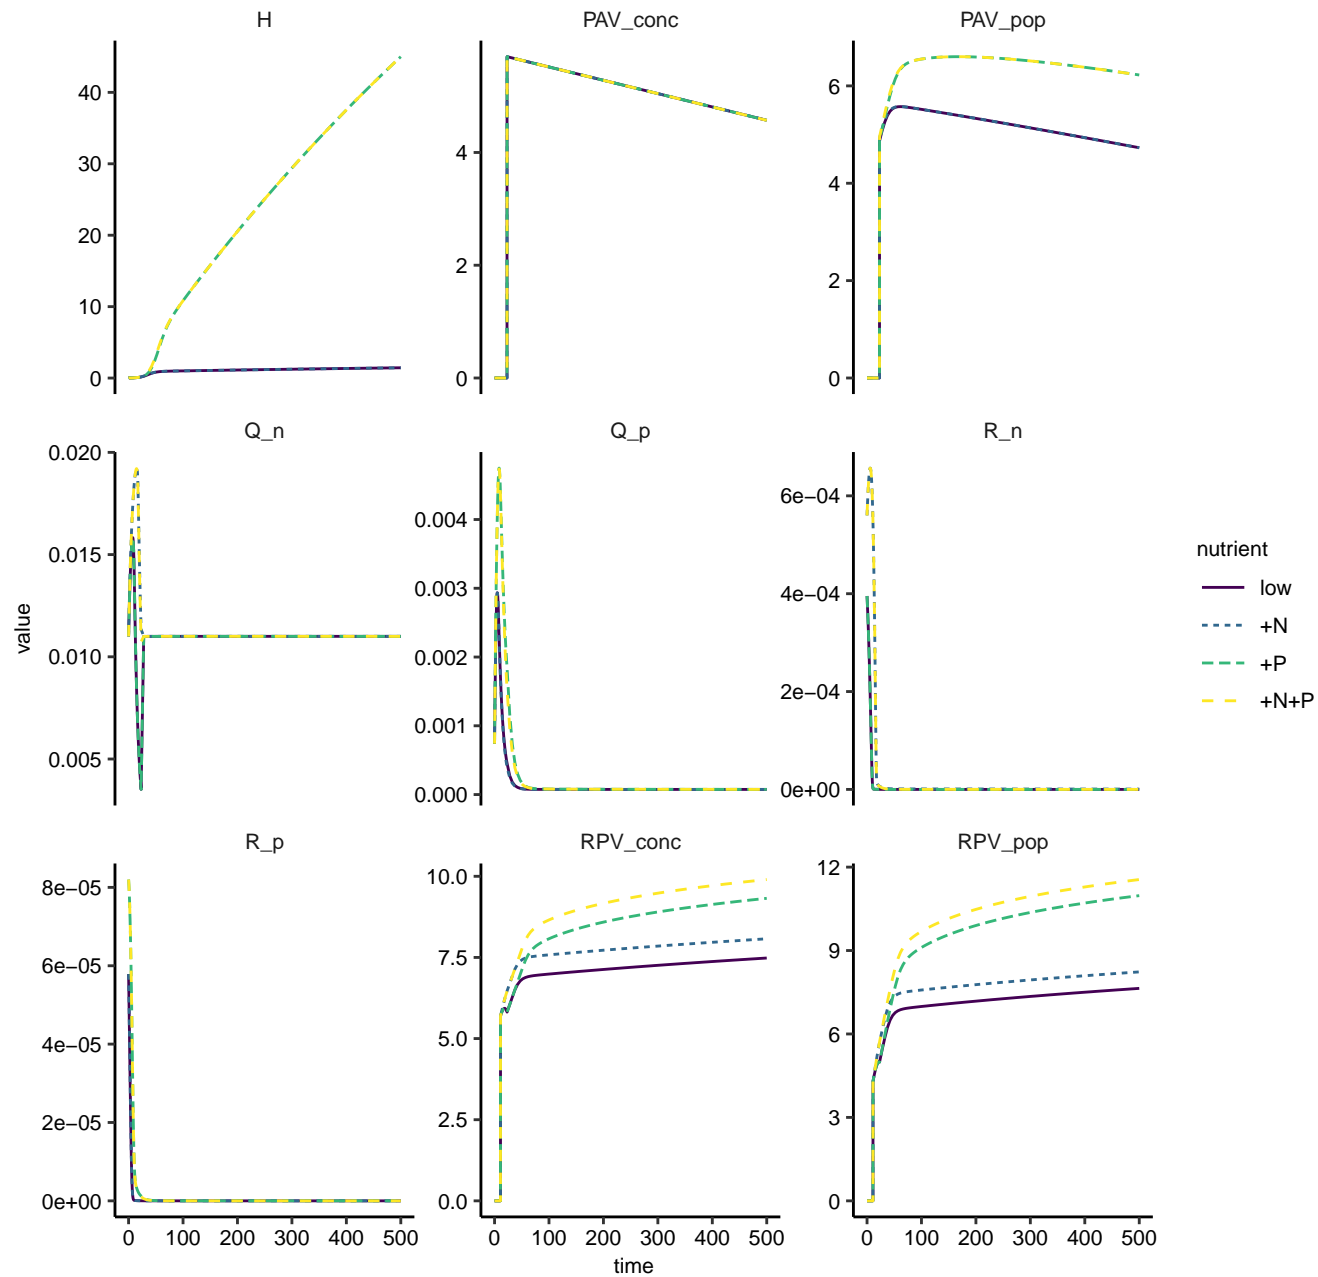 H
PAV_conc
PAV_pop
40
30
20
10
0
4
2
0
6
4
2
0
Q_n
Q_p
R_n
0.020
0.015
0.010
0.005
0.004
0.003
0.002
0.001
0.000
6e−04
4e−04
2e−04
0e+00
value
nutrient
low
+N
+P
+N+P
R_p
RPV_conc
RPV_pop
8e−05
6e−05
4e−05
2e−05
0e+00
10.0
7.5
5.0
2.5
0.0
12
9
6
3
0
0 100 200 300 400 500
0 100 200 300 400 500
0 100 200 300 400 500
time